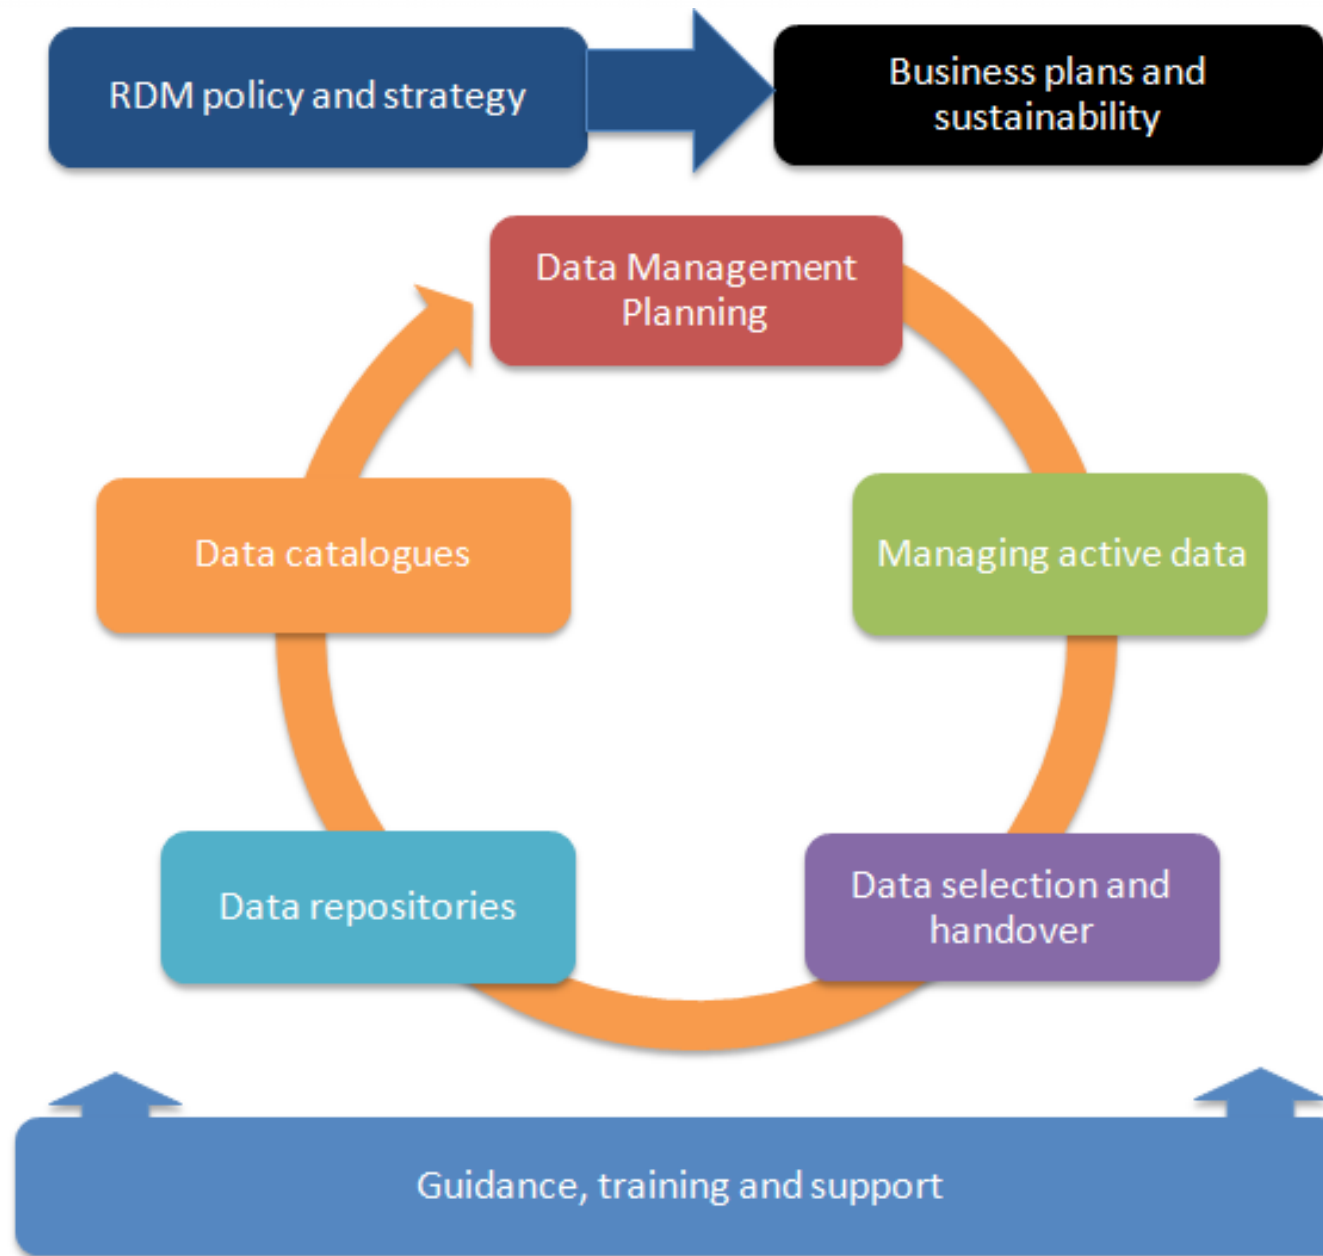 RDM policy and strategy
Business plans and
sustainability
Data Management
Planning
Data catalogues
Managing active data
Data repositories
Data selection and
handover
Guidance, training and support